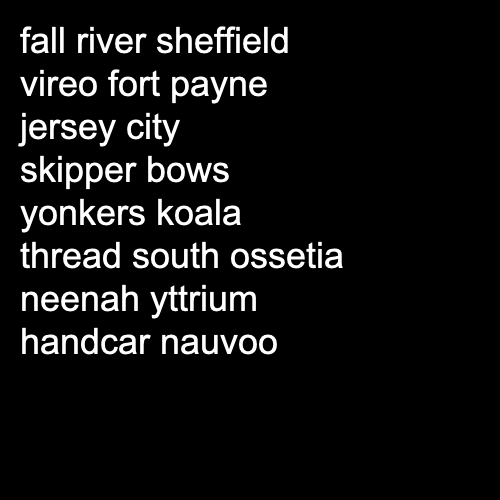 fall river sheffield
vireo fort payne
jersey city
skipper bows
yonkers koala
thread south ossetia
neenah yttrium
handcar nauvoo